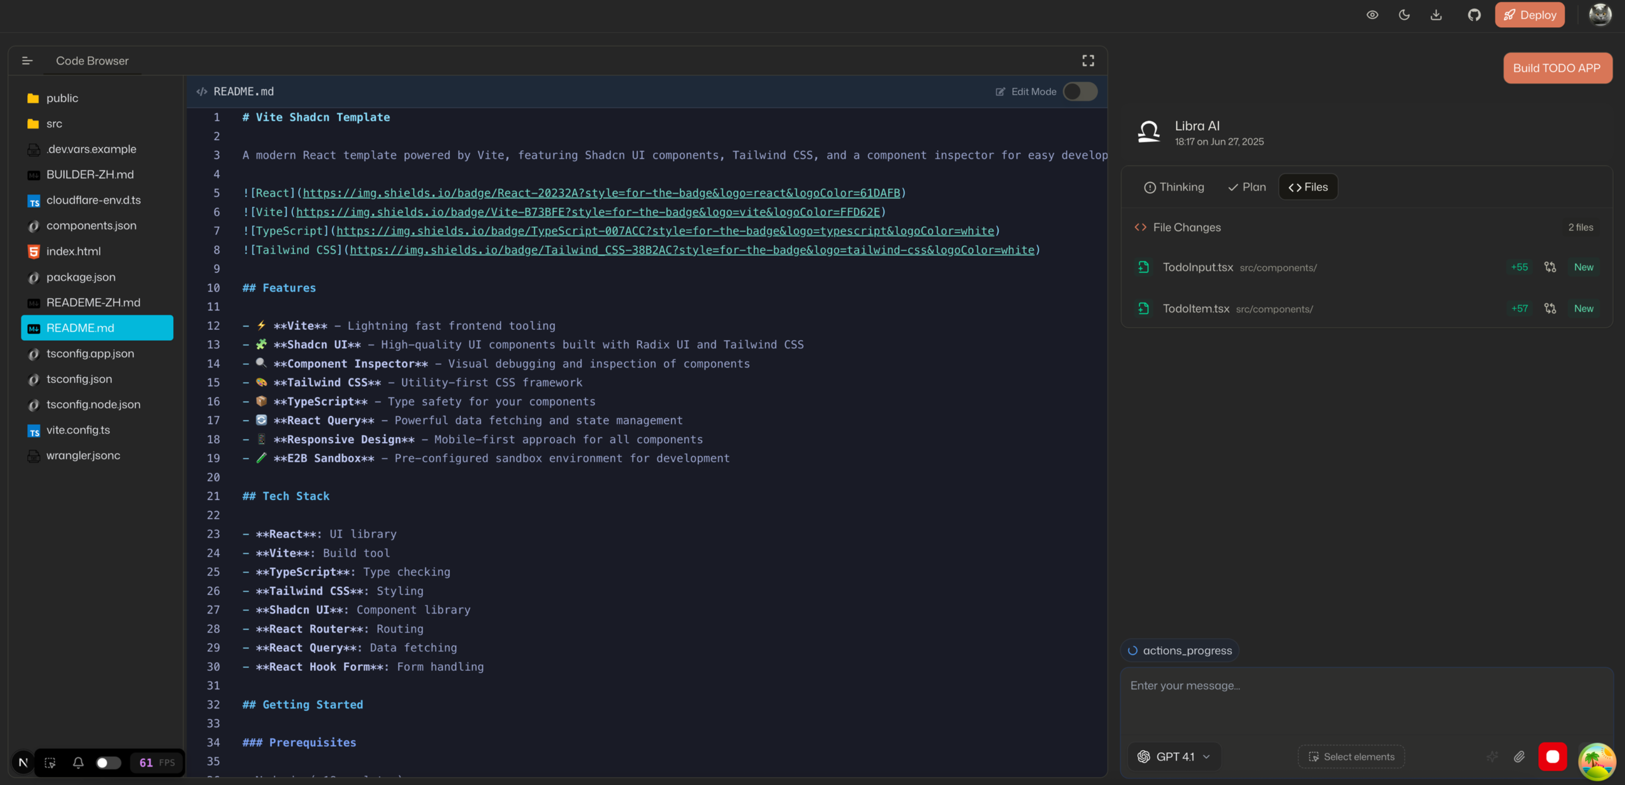 Deploy
Code Browser
public
src
.dev.vars.example
BUILDER-ZH.md
cloudflare-env.d.ts
components.json
index.html
package.json
READEME-ZH.md
README.md
tsconfig.app.json
tsconfig.json
tsconfig.node.json
vite.config.ts
wrangler.jsonc
N
61 FPS
README.md
Edit Mode
1 # Vite Shadcn Template
2
3 A modern React template powered by Vite, featuring Shadcn UI components, Tailwind CSS, and a component inspector for easy develop
4
5 ![React](https://img.shields.io/badge/React-20232A?style=for-the-badge&logo=react&logoColor=61DAFB)
6 ![Vite](https://img.shields.io/badge/Vite-B73BFE?style=for-the-badge&logo=vite&logoColor=FFD62E)
7 ![TypeScript](https://img.shields.io/badge/TypeScript-007ACC?style=for-the-badge&logo=typescript&logoColor=white)
8 ![Tailwind CSS](https://img.shields.io/badge/Tailwind_CSS-38B2AC?style=for-the-badge&logo=tailwind-css&logoColor=white)
9
10 ## Features
11
12 - ⚡ **Vite** - Lightning fast frontend tooling
13 - 🧩 **Shadcn UI** - High-quality UI components built with Radix UI and Tailwind CSS
14 - 🔍 **Component Inspector** - Visual debugging and inspection of components
15 - 🎨 **Tailwind CSS** - Utility-first CSS framework
16 - 📦 **TypeScript** - Type safety for your components
17 - 🔄 **React Query** - Powerful data fetching and state management
18 - 📱 **Responsive Design** - Mobile-first approach for all components
19 - 🧪 **E2B Sandbox** - Pre-configured sandbox environment for development
20
21 ## Tech Stack
22
23 - **React**: UI library
24 - **Vite**: Build tool
25 - **TypeScript**: Type checking
26 - **Tailwind CSS**: Styling
27 - **Shadcn UI**: Component library
28 - **React Router**: Routing
29 - **React Query**: Data fetching
30 - **React Hook Form**: Form handling
31
32 ## Getting Started
33
34 ### Prerequisites
35
Build TODO APP
Libra AI
18:17 on Jun 27, 2025
Thinking
Plan
Files
File Changes
2 files
TodoInput.tsx src/components/ +55 New
TodoItem.tsx src/components/ +57 New
actions_progress
Enter your message...
GPT 4.1
Select elements